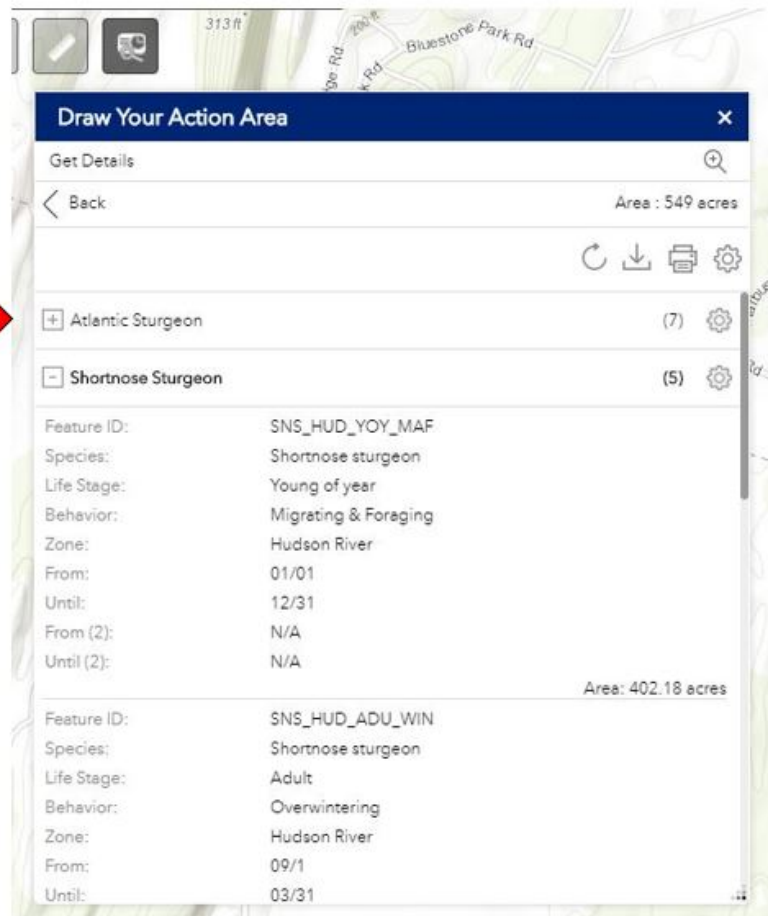 313 ft
200 ft
Bluestone Park Rd
Rd
Draw Your Action Area ×
Get Details
Back Area : 549 acres
+ Atlantic Sturgeon (7)
- Shortnose Sturgeon (5)
Feature ID: SNS_HUD_YOY_MAF
Species: Shortnose sturgeon
Life Stage: Young of year
Behavior: Migrating & Foraging
Zone: Hudson River
From: 01/01
Until: 12/31
From (2): N/A
Until (2): N/A
Area: 402.18 acres
Feature ID: SNS_HUD_ADU_WIN
Species: Shortnose sturgeon
Life Stage: Adult
Behavior: Overwintering
Zone: Hudson River
From: 09/1
Until: 03/31